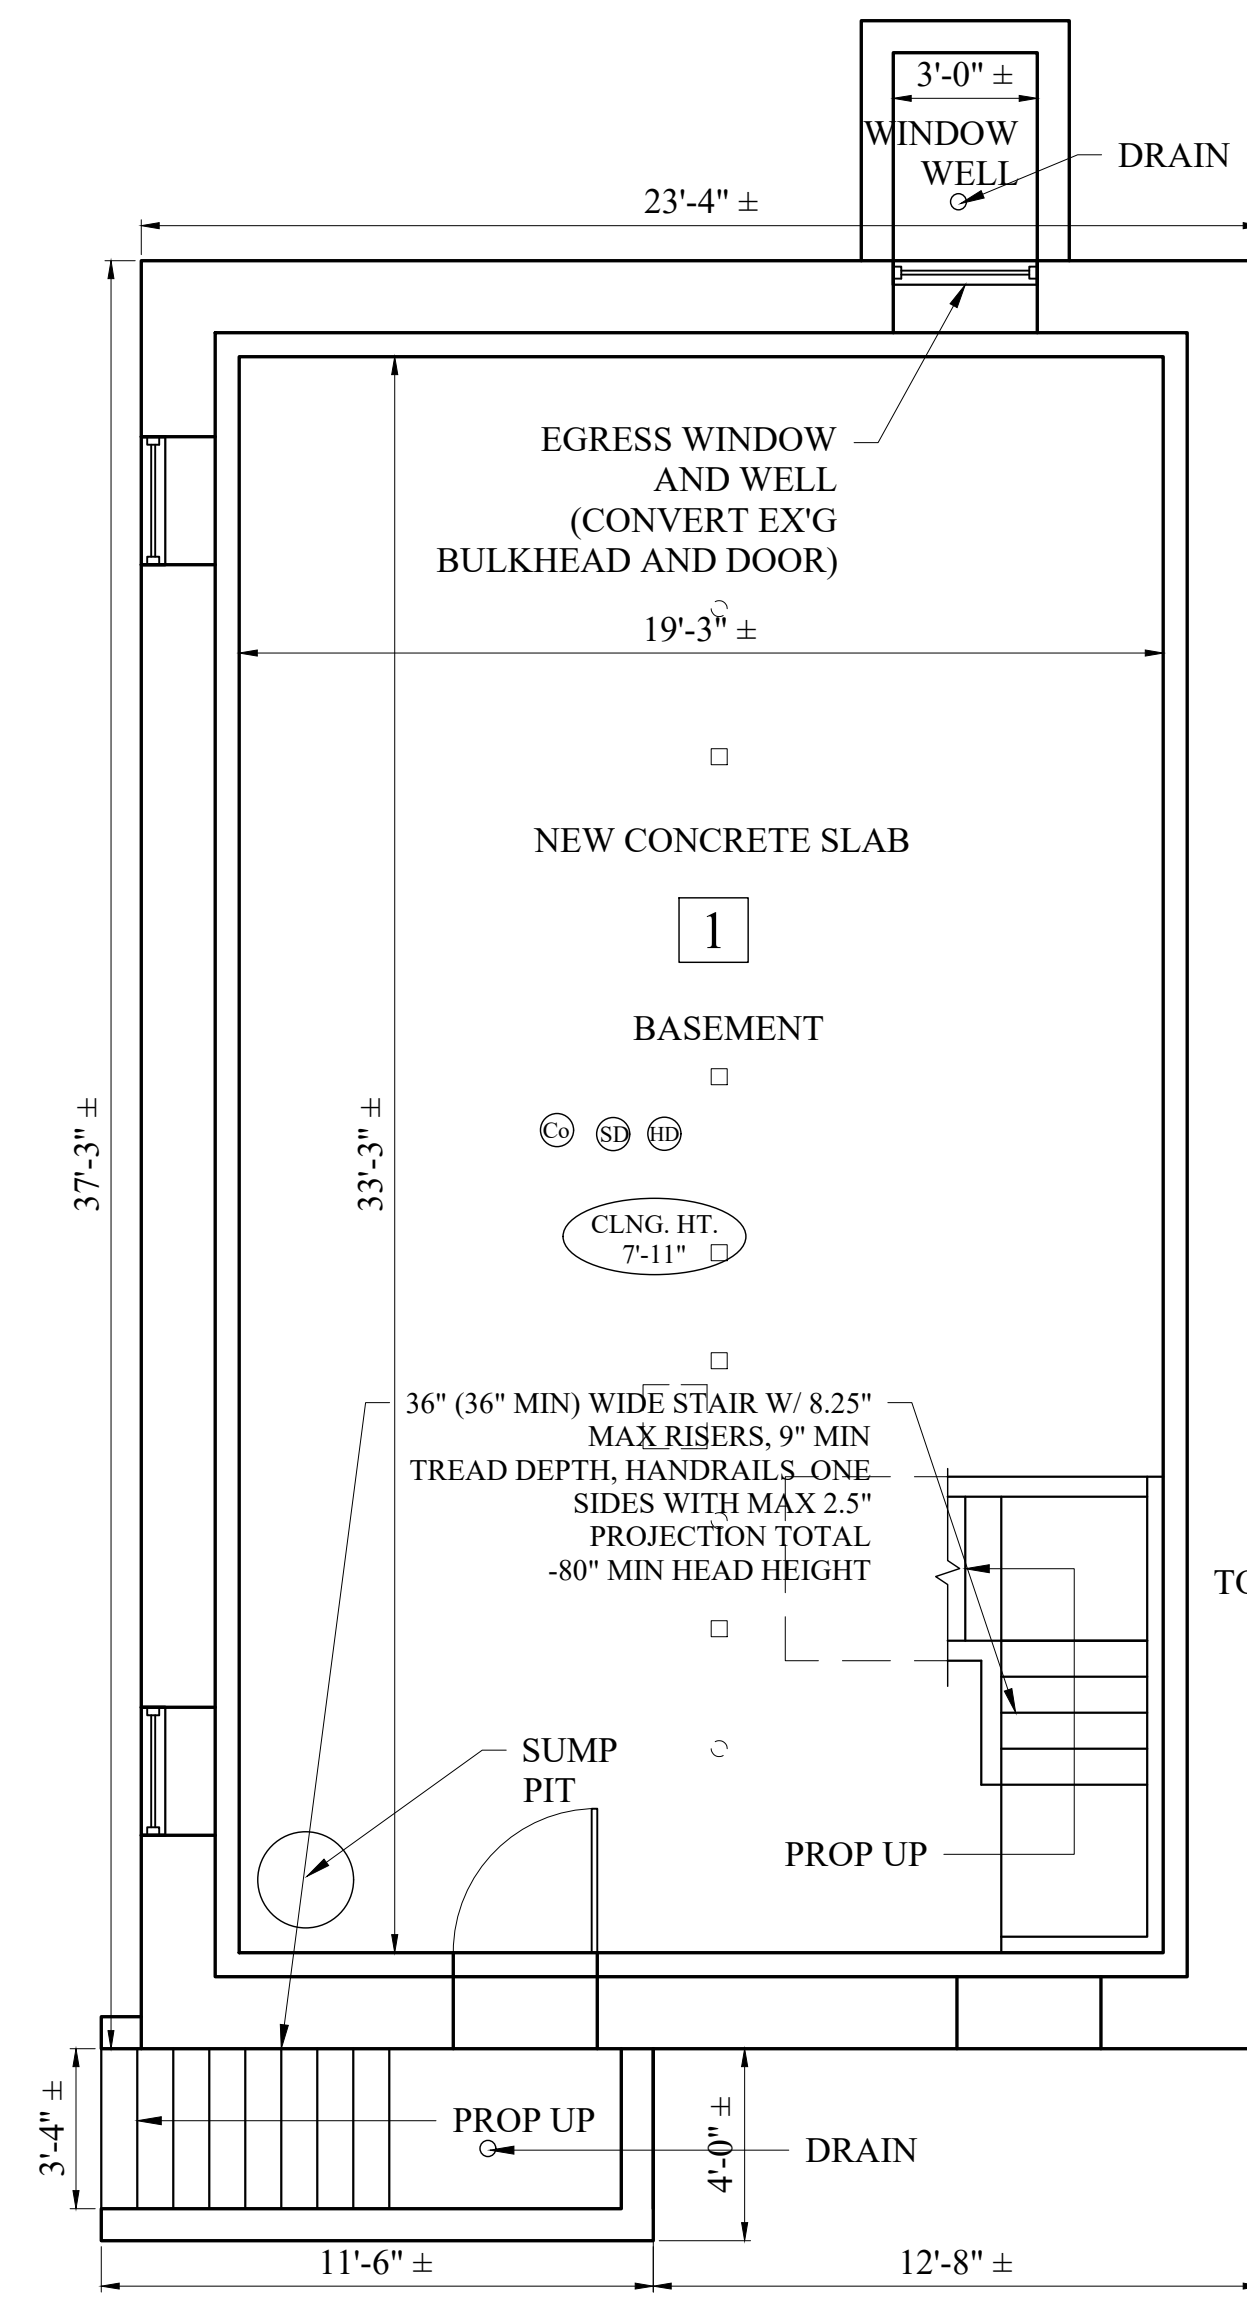 3'-0" ±
WINDOW
WELL
DRAIN
23'-4" ±
EGRESS WINDOW
AND WELL
(CONVERT EX'G
BULKHEAD AND DOOR)
19'-3" ±
NEW CONCRETE SLAB
1
BASEMENT
37'-3" ±
33'-3" ±
Co
SD
HD
CLNG. HT.
7'-11"
36" (36" MIN) WIDE STAIR W/ 8.25"
MAX RISERS, 9" MIN
TREAD DEPTH, HANDRAILS ONE
SIDES WITH MAX 2.5"
PROJECTION TOTAL
-80" MIN HEAD HEIGHT
TO
SUMP
PIT
PROP UP
3'-4" ±
PROP UP
4'-0" ±
DRAIN
11'-6" ±
12'-8" ±